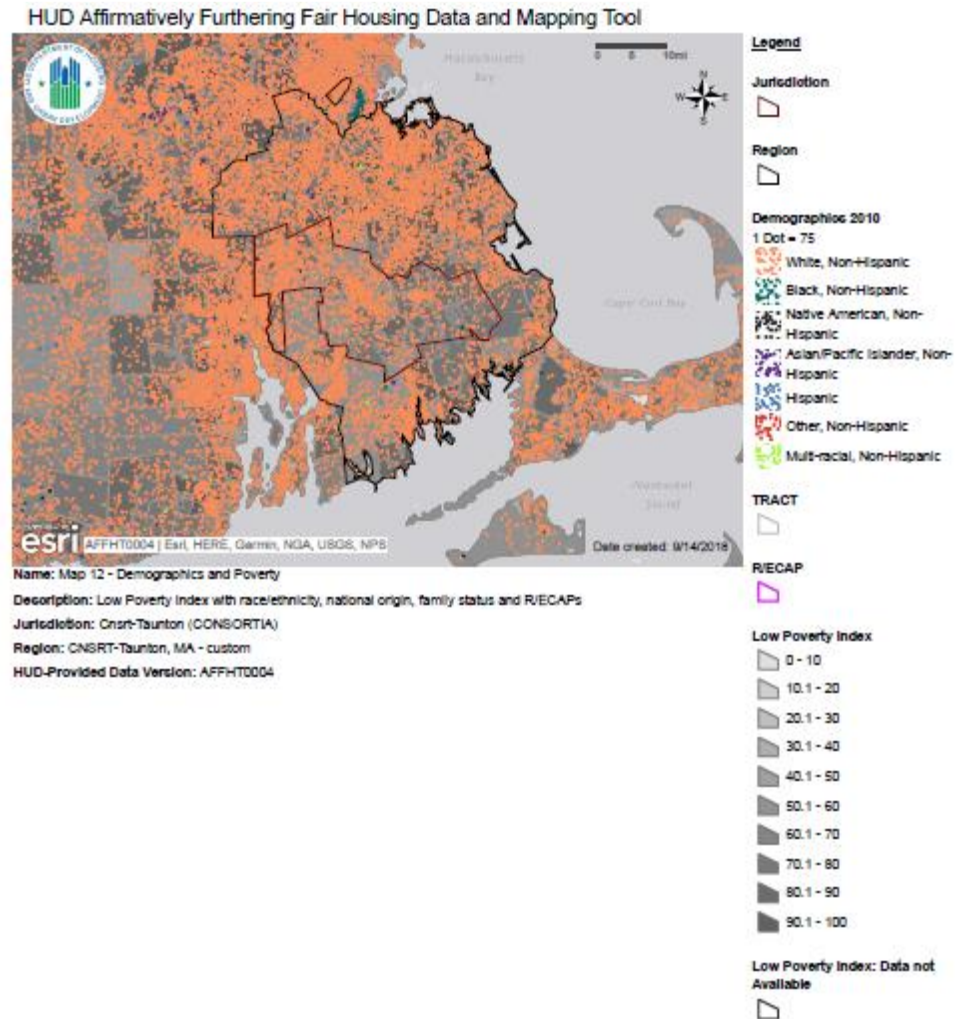 HUD Affirmatively Furthering Fair Housing Data and Mapping Tool
Massachusetts
Bay
0 5 10mi
N
W E
S
Cape Cod Bay
Sound
esri
AFFHT0004 | Esri, HERE, Garmin, NGA, USGS, NPS
Date created: 9/14/2018
Name: Map 12 - Demographics and Poverty
Description: Low Poverty Index with race/ethnicity, national origin, family status and R/ECAPs
Jurisdiction: Cnsrt-Taunton (CONSORTIA)
Region: CNSRT-Taunton, MA - custom
HUD-Provided Data Version: AFFHT0004
Legend
Jurisdiction
Region
Demographics 2010
1 Dot = 75
White, Non-Hispanic
Black, Non-Hispanic
Native American, Non-
Hispanic
Asian/Pacific Islander, Non-
Hispanic
Hispanic
Other, Non-Hispanic
Multi-racial, Non-Hispanic
TRACT
R/ECAP
Low Poverty Index
0 - 10
10.1 - 20
20.1 - 30
30.1 - 40
40.1 - 50
50.1 - 60
60.1 - 70
70.1 - 80
80.1 - 90
90.1 - 100
Low Poverty Index: Data not
Available